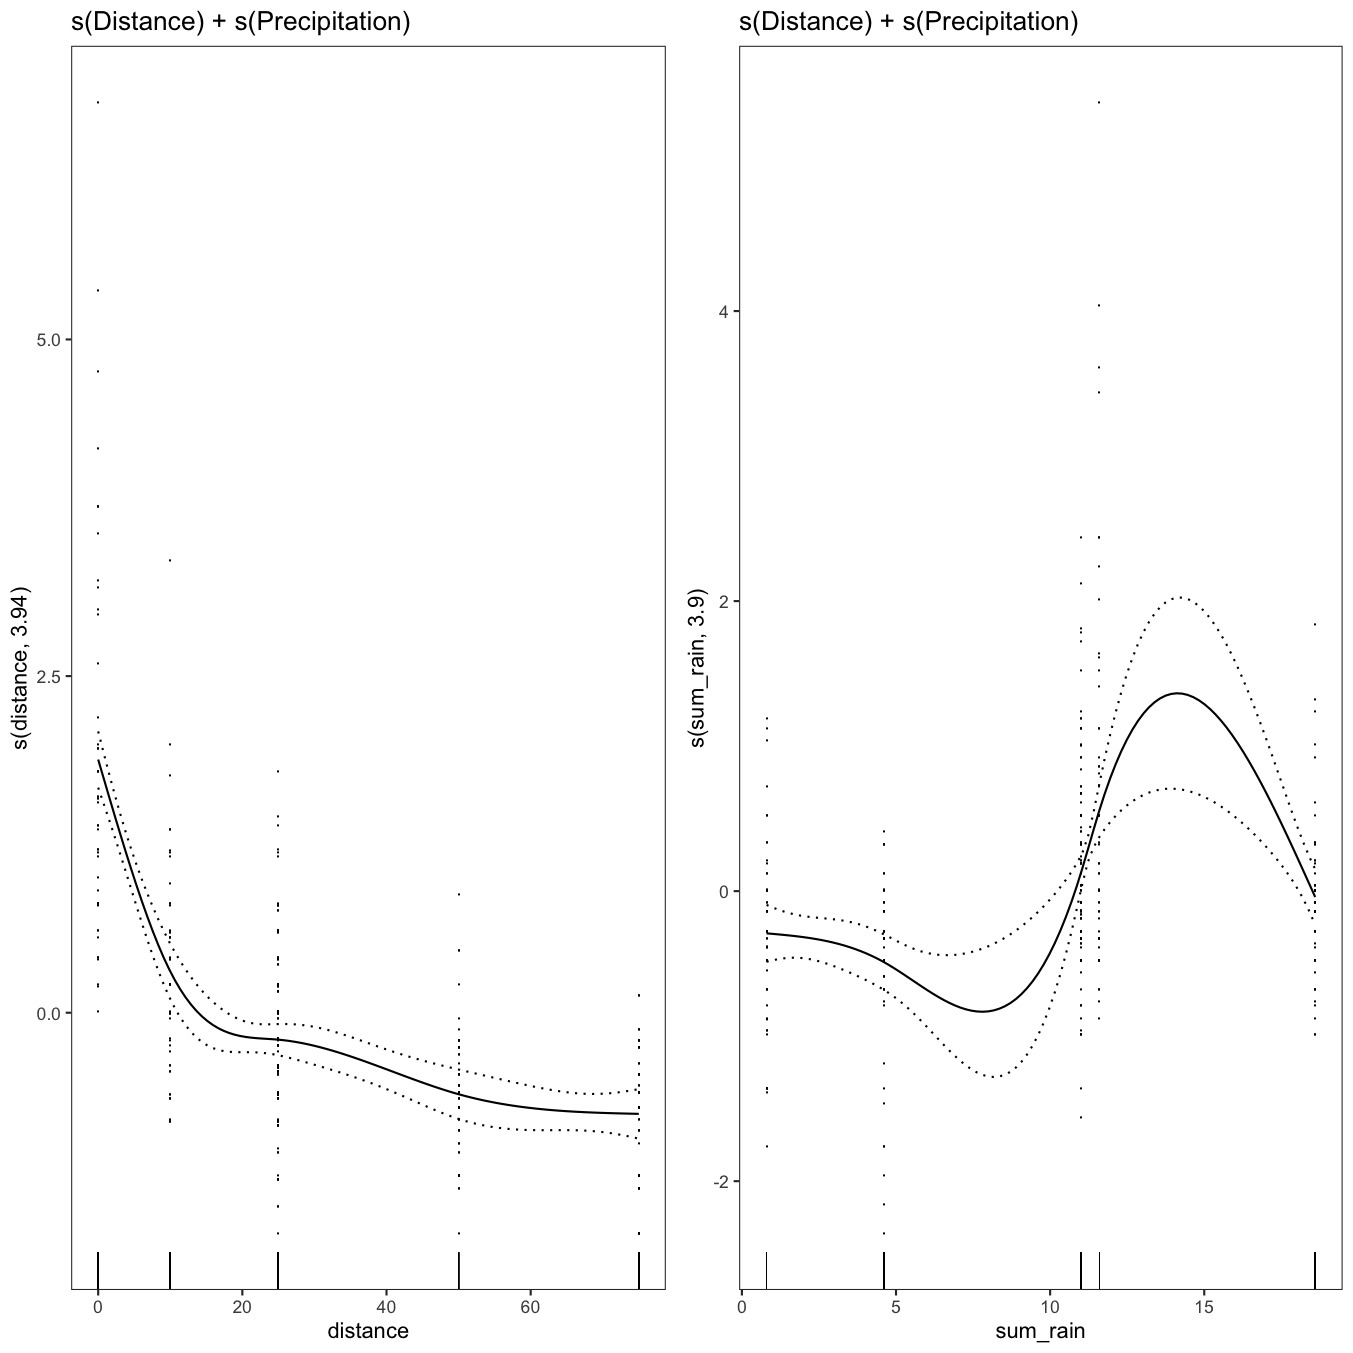 s(Distance) + s(Precipitation)
5.0
2.5
0.0
s(distance, 3.94)
0
20
40
60
distance
s(Distance) + s(Precipitation)
4
2
0
-2
s(sum_rain, 3.9)
0
5
10
15
sum_rain